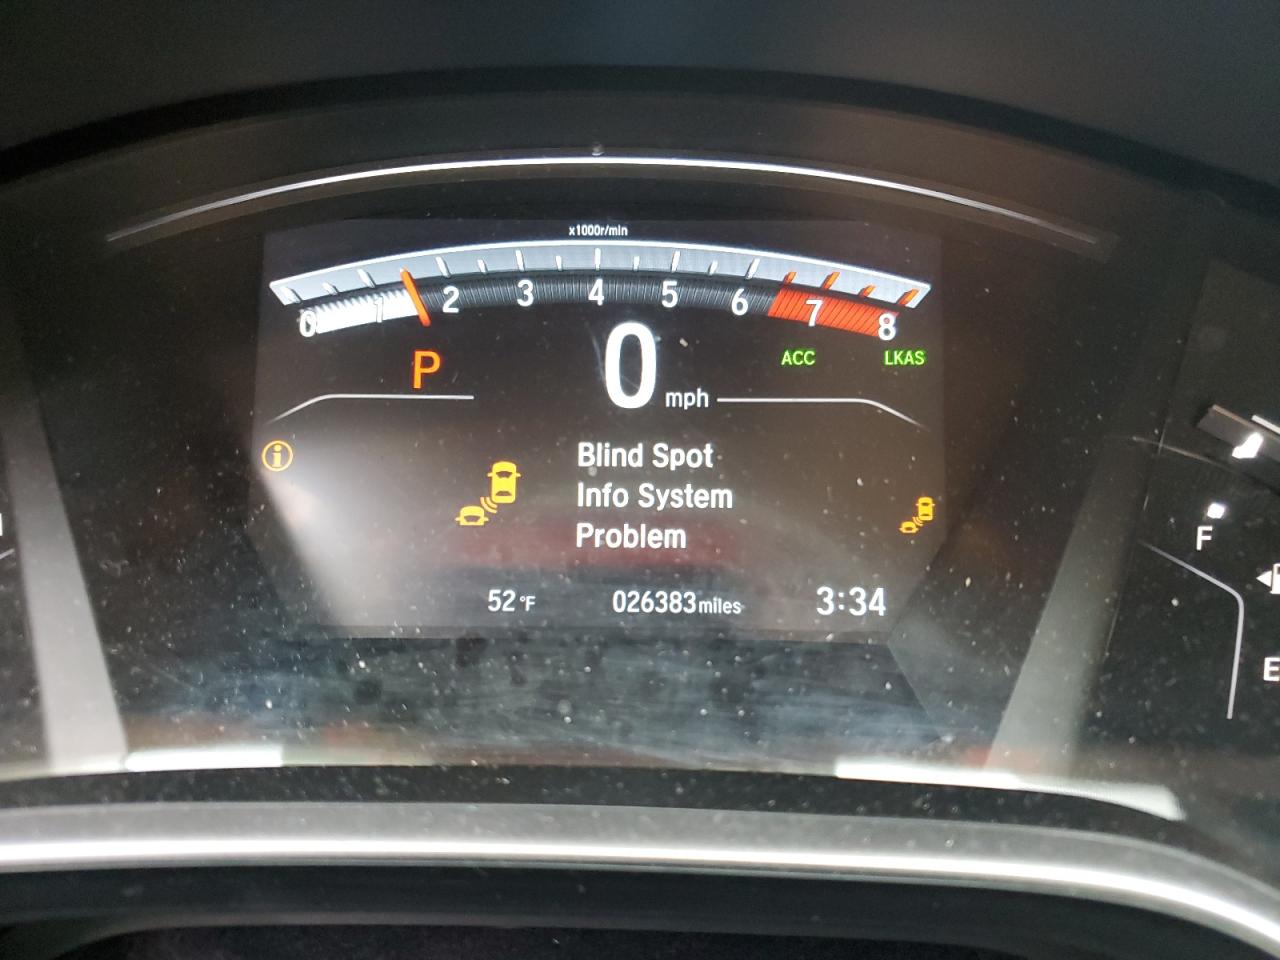 x1000r/min
0 1 2 3 4 5 6 7 8
P
0 mph
ACC
LKAS
Blind Spot
Info System
Problem
52°F
026383miles
3:34
F
E